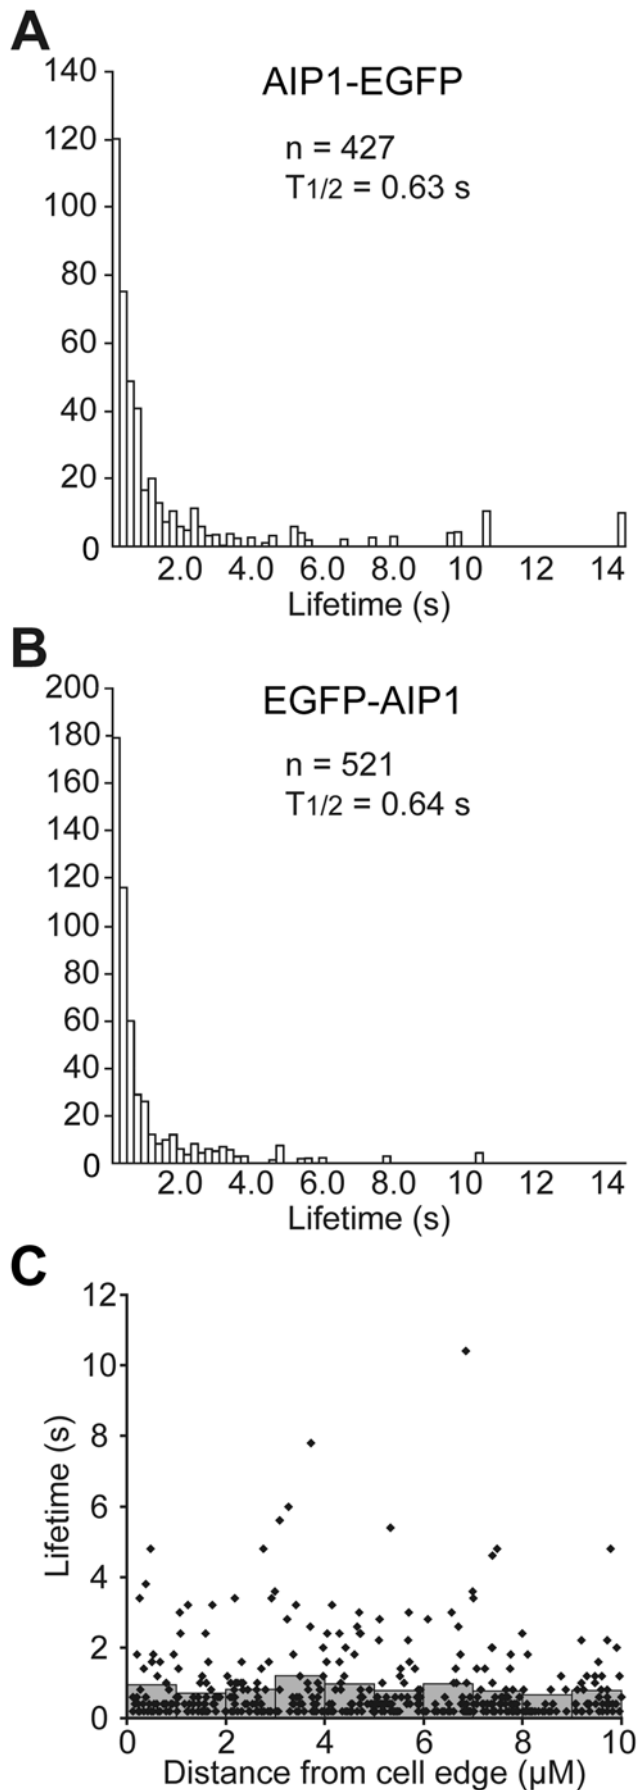 A
AIP1-EGFP
n = 427
T1/2 = 0.63 s
140
120
100
80
60
40
20
0
2.0 4.0 6.0 8.0 10 12 14
Lifetime (s)
B
EGFP-AIP1
n = 521
T1/2 = 0.64 s
200
180
160
140
120
100
80
60
40
20
0
2.0 4.0 6.0 8.0 10 12 14
Lifetime (s)
C
Lifetime (s)
12
10
8
6
4
2
0
0 2 4 6 8 10
Distance from cell edge (µM)